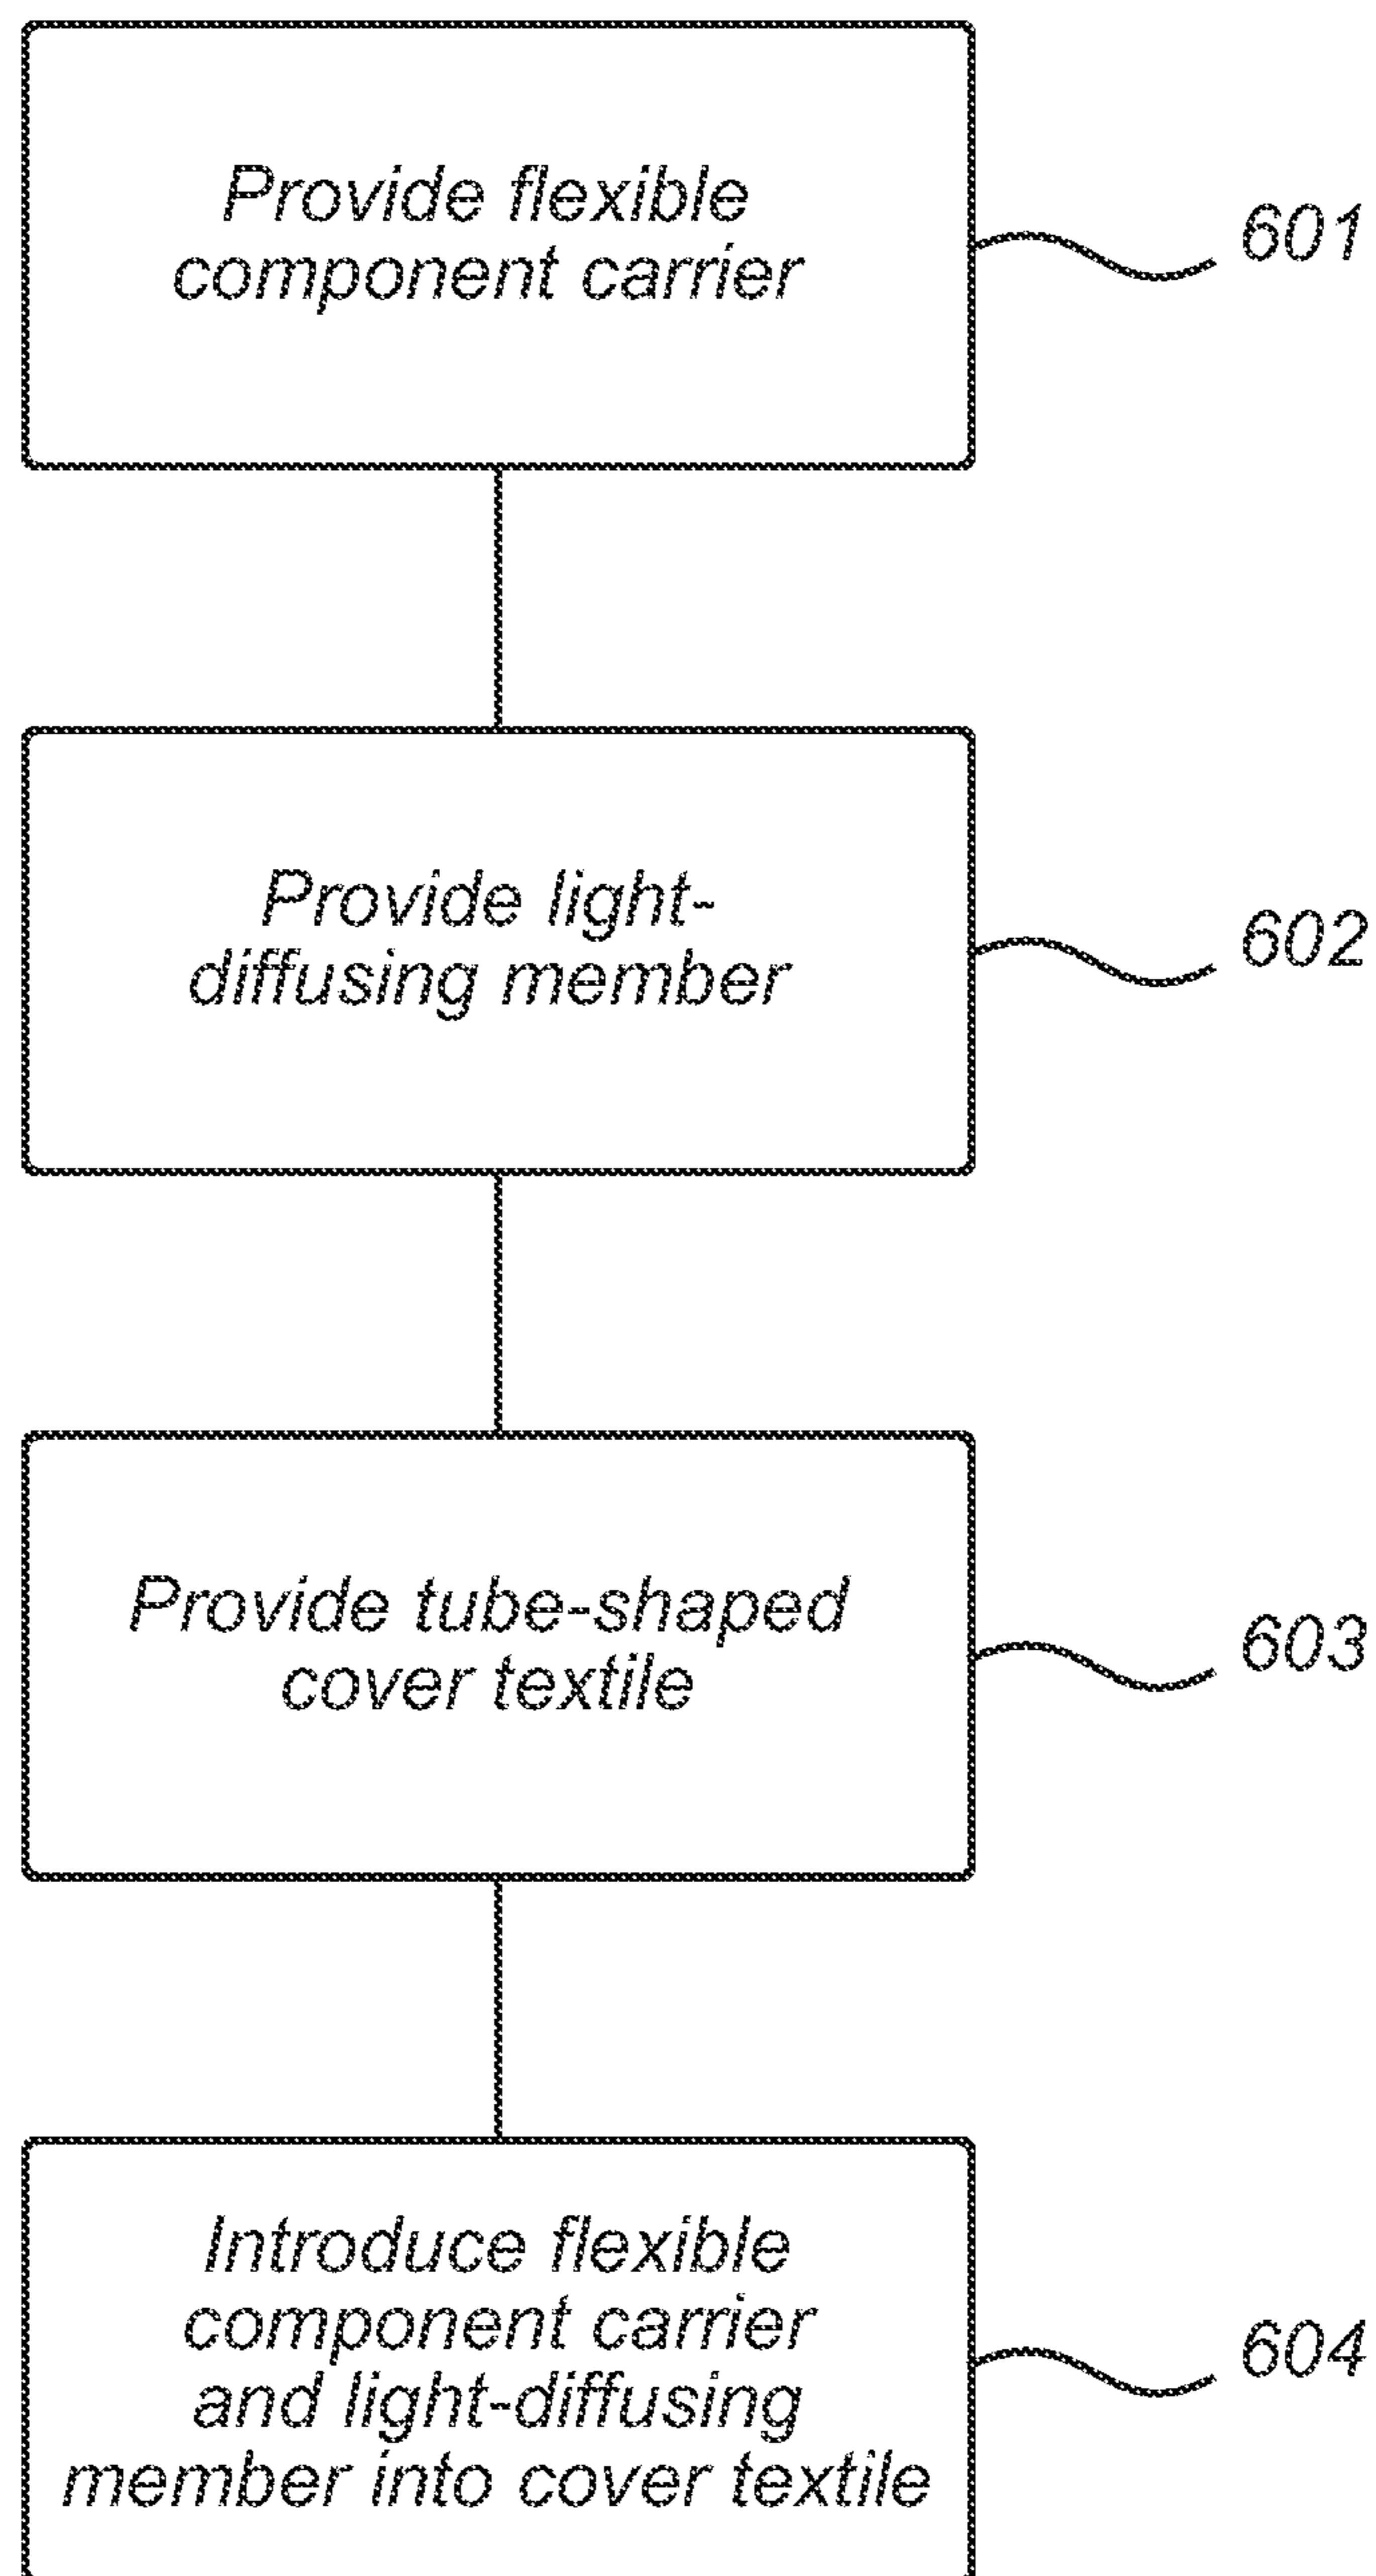 Provide flexible
component carrier
601
Provide light-
diffusing member
602
Provide tube-shaped
cover textile
603
Introduce flexible
component carrier
and light-diffusing
member into cover textile
604